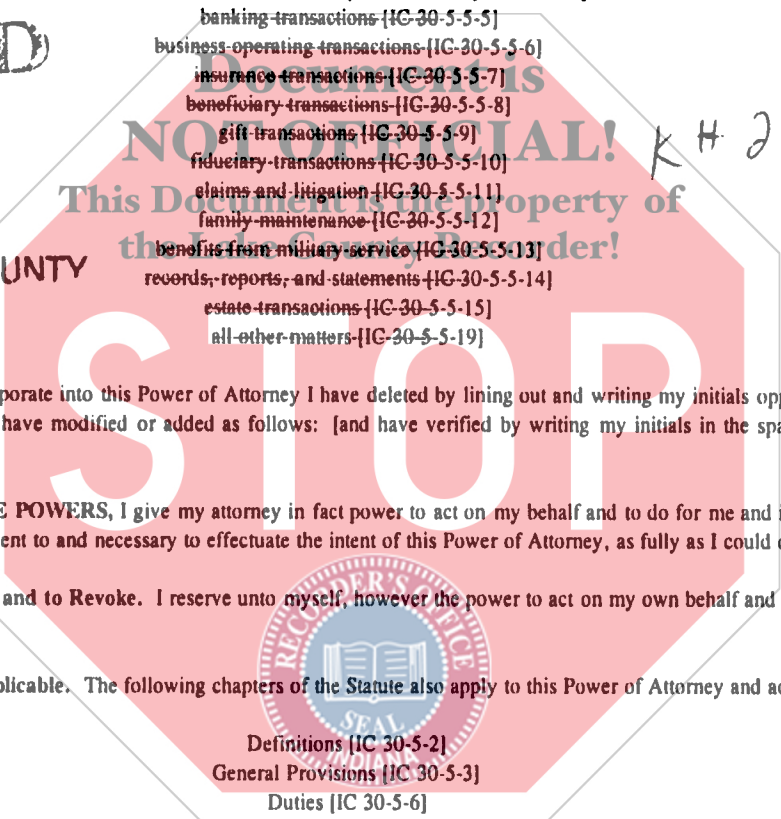 banking transactions [IC 30-5-5-5]
D
business operating transactions [IC 30-5-5-6]
Document is
insurance transactions [IC 30-5-5-7]
beneficiary transactions [IC 30-5-5-8]
NOT OFFICIAL!
gift transactions [IC 30-5-5-9]
K H 2
fiduciary transactions [IC 30-5-5-10]
claims and litigation [IC 30-5-5-11]
This Document is the property of
family maintenance [IC 30-5-5-12]
the Lake County Recorder!
benefits from military service [IC 30-5-5-13]
UNTY
records, reports, and statements [IC 30-5-5-14]
estate transactions [IC 30-5-5-15]
all other matters [IC 30-5-5-19]
STOP
porate into this Power of Attorney I have deleted by lining out and writing my initials opp
have modified or added as follows: [and have verified by writing my initials in the spa
E POWERS, I give my attorney in fact power to act on my behalf and to do for me and i
ent to and necessary to effectuate the intent of this Power of Attorney, as fully as I could
and to Revoke. I reserve unto myself, however the power to act on my own behalf and
plicable. The following chapters of the Statute also apply to this Power of Attorney and a
RECORDER'S OFFICE
SEAL
INDIANA
Definitions [IC 30-5-2]
General Provisions [IC 30-5-3]
Duties [IC 30-5-6]